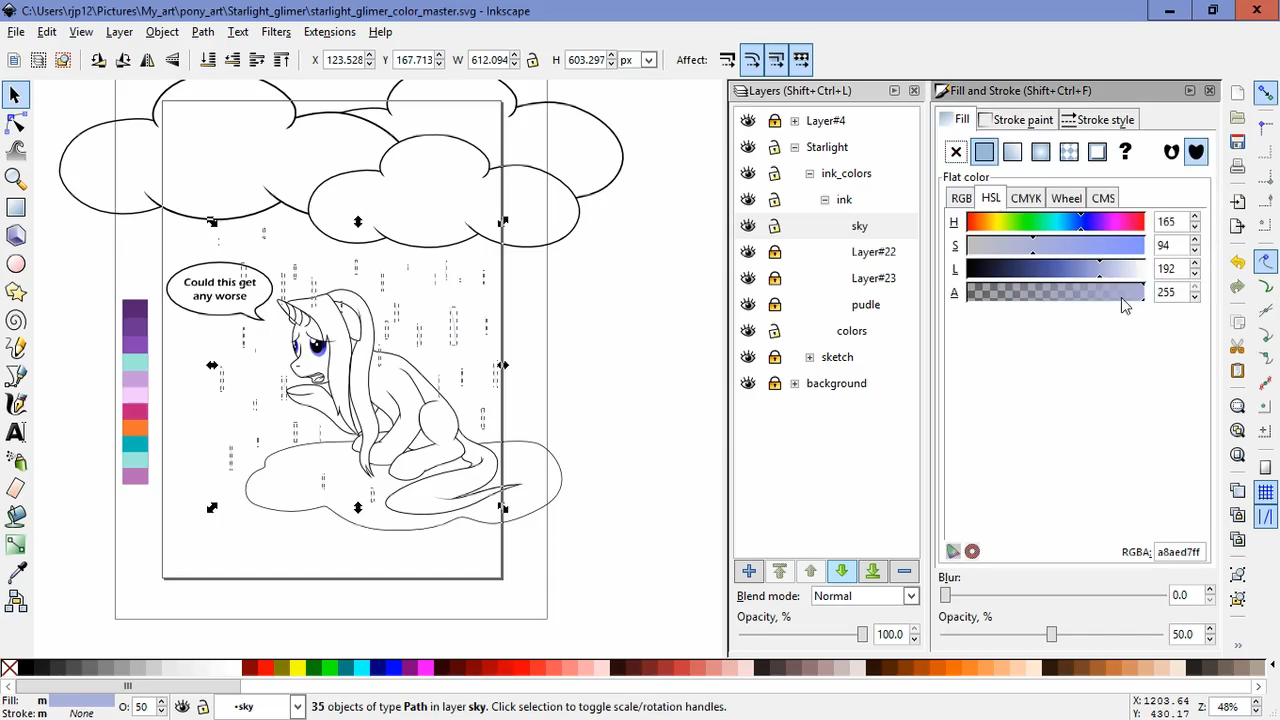 C:\Users\rjp12\Pictures\My_art\pony_art\Starlight_glimer\starlight_glimer_color_master.svg - Inkscape
File Edit View Layer Object Path Text Filters Extensions Help
X 123.528 Y 167.713 W 612.094 H 603.297 px Affect:
Layers (Shift+Ctrl+L)
Fill and Stroke (Shift+Ctrl+F)
Layer#4
Starlight
ink_colors
ink
sky
Layer#22
Layer#23
pudle
colors
sketch
background
Fill Stroke paint Stroke style
?
Flat color
RGB HSL CMYK Wheel CMS
H 165
S 94
L 192
A 255
RGBA: a8aed7ff
Blur:
0.0
Opacity, %
50.0
Blend mode: Normal
Opacity, %
100.0
Could this get
any worse
Fill: m
Stroke: m None
O: 50
•sky
35 objects of type Path in layer sky. Click selection to toggle scale/rotation handles.
X: 1203.64
Y: 430.17
Z: 48%